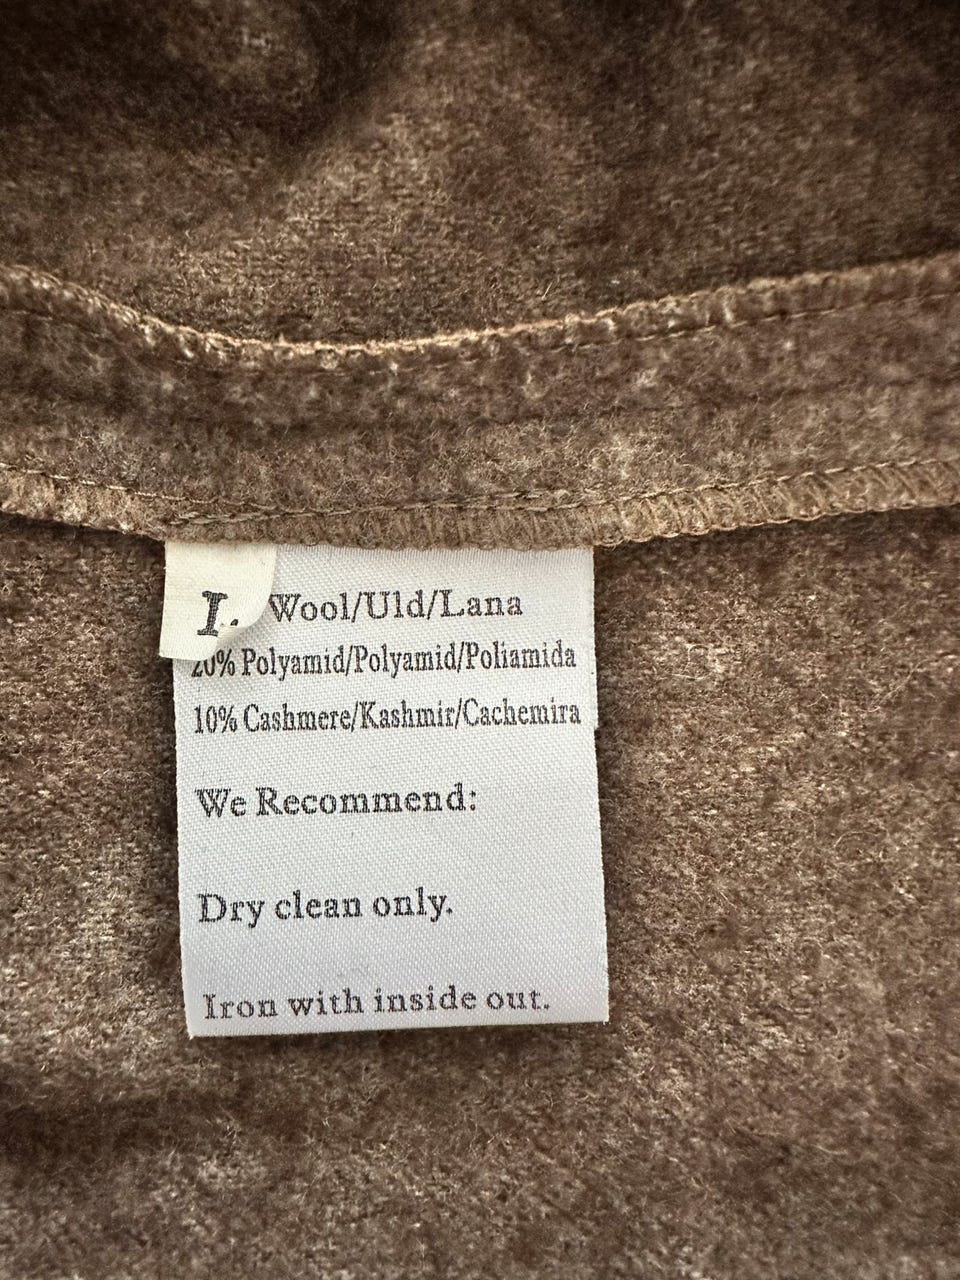 L
Wool/Uld/Lana
20% Polyamid/Polyamid/Poliamida
10% Cashmere/Kashmir/Cachemira
We Recommend:
Dry clean only.
Iron with inside out.